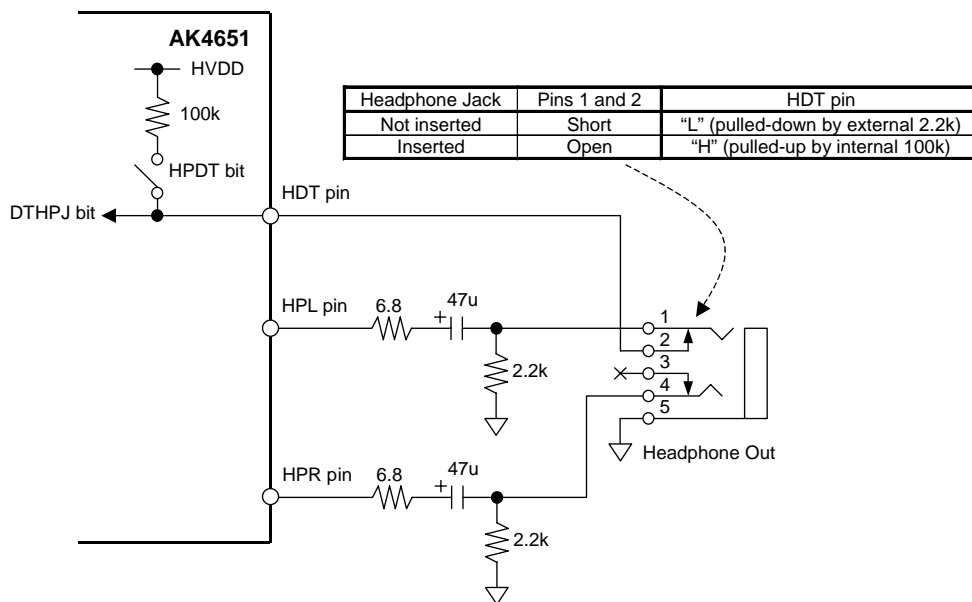 AK4651
HVDD
100k
HPDT bit
DTHPJ bit
HDT pin
Headphone Jack Pins 1 and 2 HDT pin
Not inserted Short “L” (pulled-down by external 2.2k)
Inserted Open “H” (pulled-up by internal 100k)
HPL pin
6.8
+
47u
2.2k
1
2
3
4
5
Headphone Out
HPR pin
6.8
+
47u
2.2k